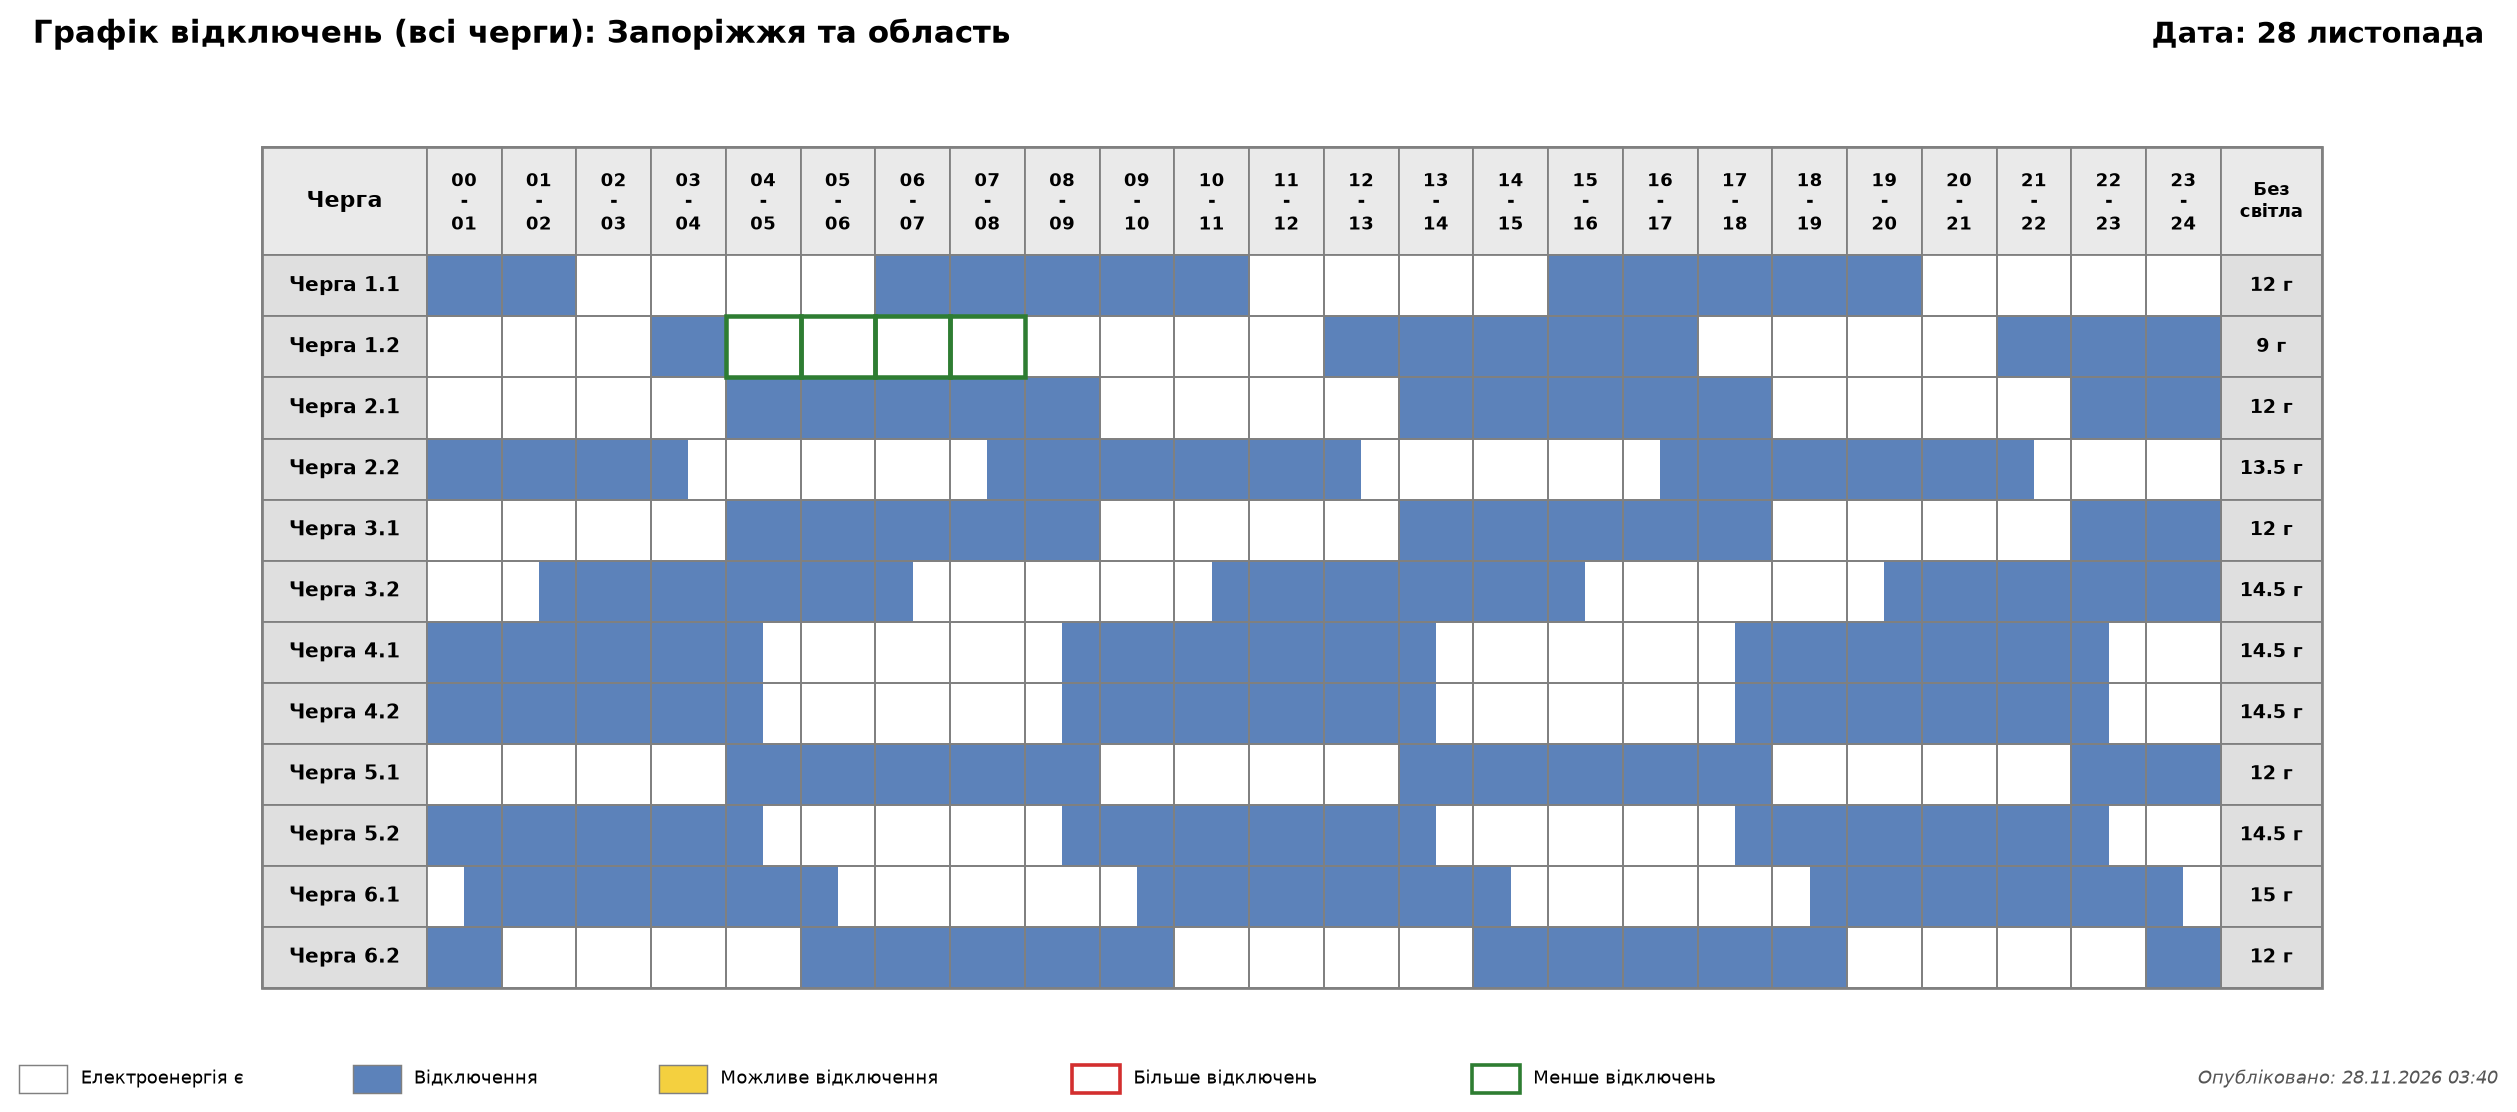 Графік відключень (всі черги): Запоріжжя та область
Дата: 28 листопада
Черга 00 - 01 01 - 02 02 - 03 03 - 04 04 - 05 05 - 06 06 - 07 07 - 08 08 - 09 09 - 10 10 - 11 11 - 12 12 - 13 13 - 14 14 - 15 15 - 16 16 - 17 17 - 18 18 - 19 19 - 20 20 - 21 21 - 22 22 - 23 23 - 24 Без світла
Черга 1.1 12 г
Черга 1.2 9 г
Черга 2.1 12 г
Черга 2.2 13.5 г
Черга 3.1 12 г
Черга 3.2 14.5 г
Черга 4.1 14.5 г
Черга 4.2 14.5 г
Черга 5.1 12 г
Черга 5.2 14.5 г
Черга 6.1 15 г
Черга 6.2 12 г
Електроенергія є
Відключення
Можливе відключення
Більше відключень
Менше відключень
Опубліковано: 28.11.2026 03:40